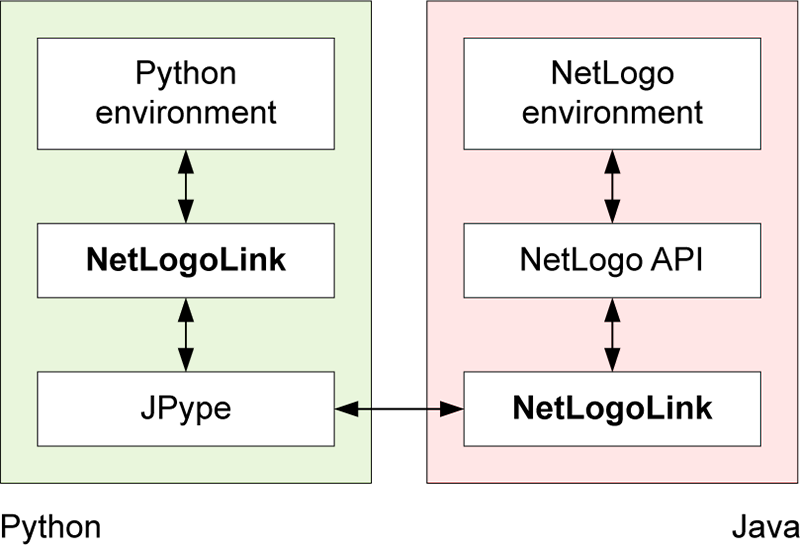 Python
environment
NetLogoLink
JPype
Python
NetLogo
environment
NetLogo API
NetLogoLink
Java